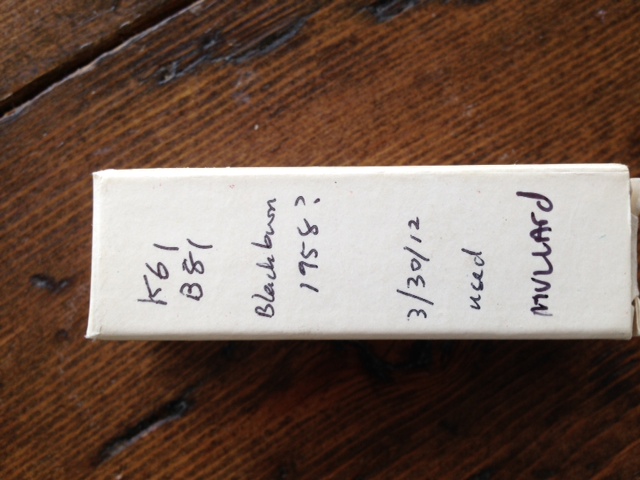 K61
B81
Blackburn
1958?
3/30/12
used
MULLARd